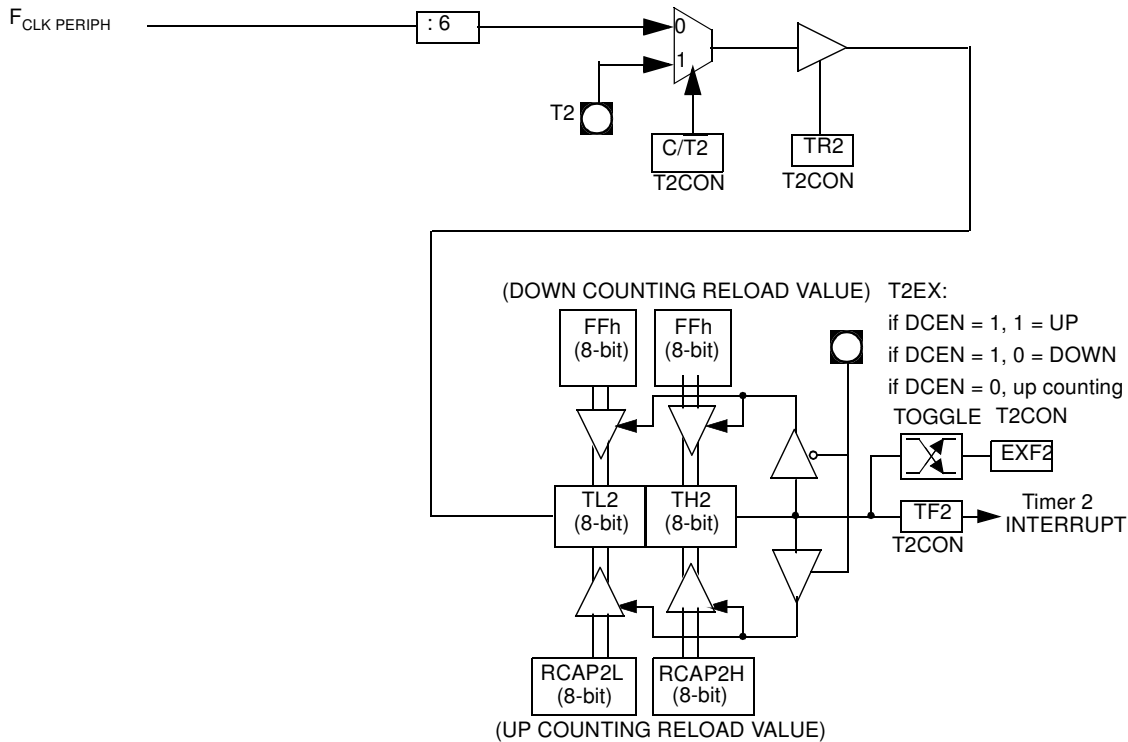 FCLK PERIPH
: 6
0
1
T2
C/T2
TR2
T2CON
T2CON
(DOWN COUNTING RELOAD VALUE)
T2EX:
if DCEN = 1, 1 = UP
if DCEN = 1, 0 = DOWN
if DCEN = 0, up counting
FFh
(8-bit)
FFh
(8-bit)
TOGGLE
T2CON
EXF2
TL2
(8-bit)
TH2
(8-bit)
TF2
T2CON
Timer 2
INTERRUPT
RCAP2L
(8-bit)
RCAP2H
(8-bit)
(UP COUNTING RELOAD VALUE)